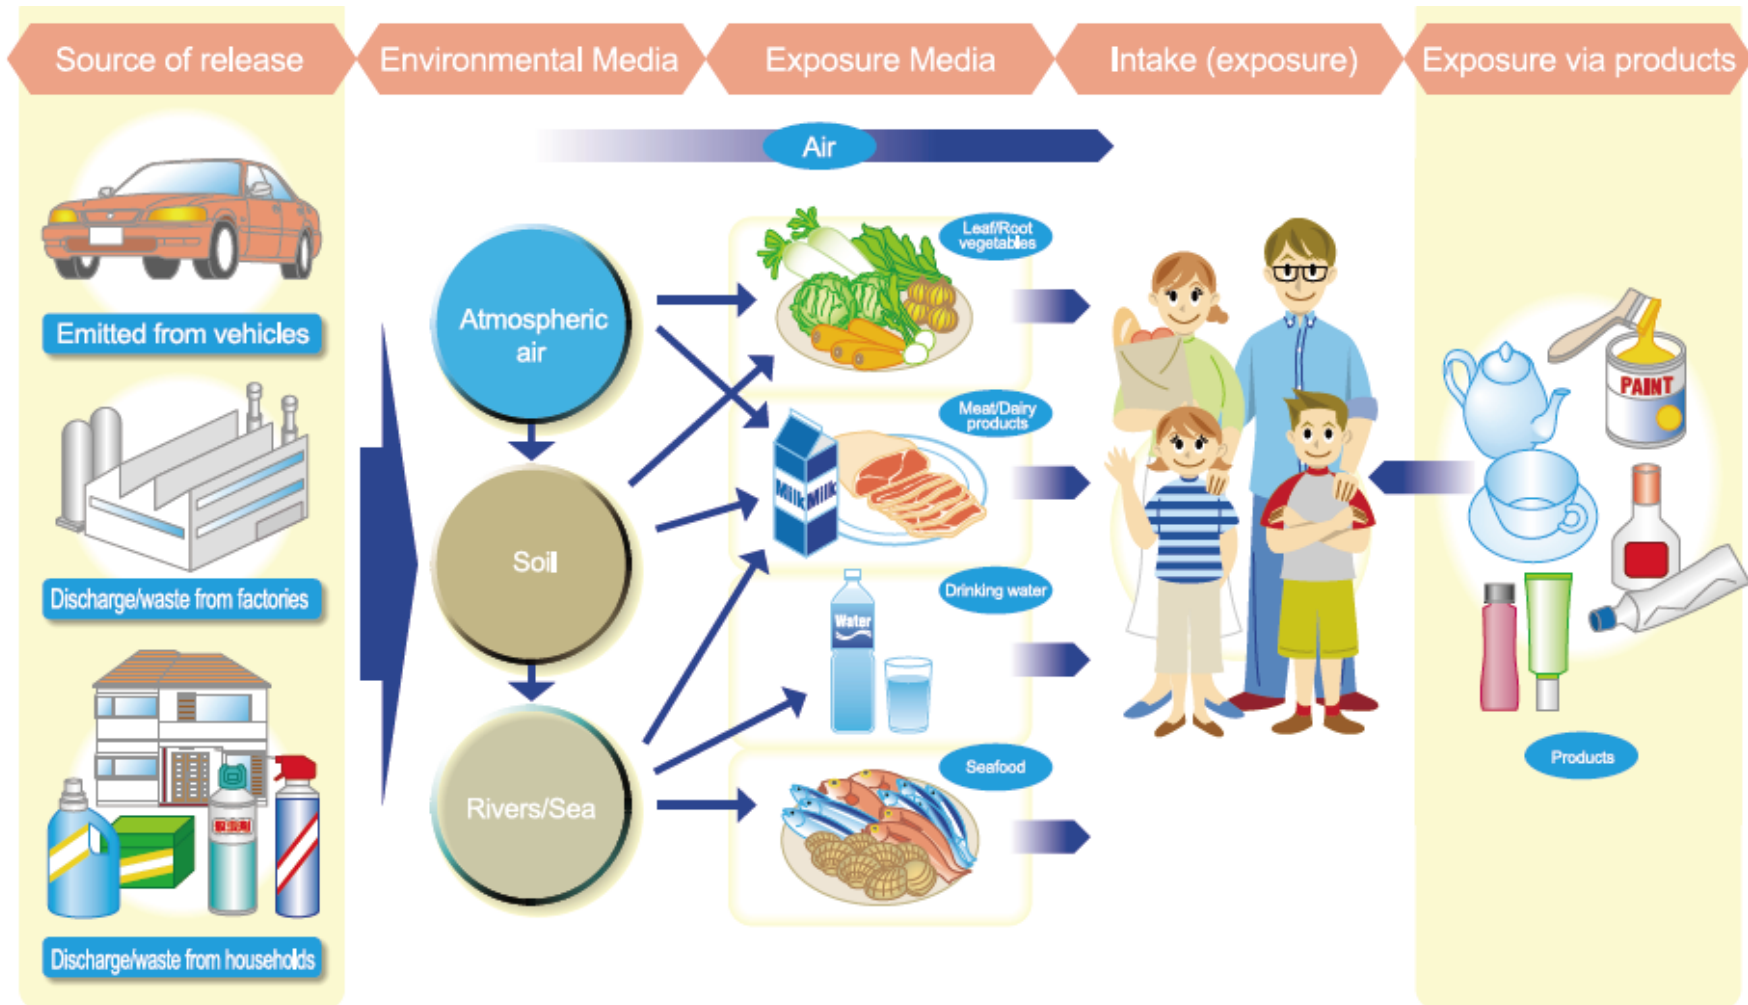 Source of release
Environmental Media
Exposure Media
Intake (exposure)
Exposure via products
Air
Emitted from vehicles
Discharge/waste from factories
Discharge/waste from households
Atmospheric
air
Soil
Rivers/Sea
Leaf/Root
vegetables
Meat/Dairy
products
Milk Milk
Drinking water
Water
Seafood
PAINT
Products